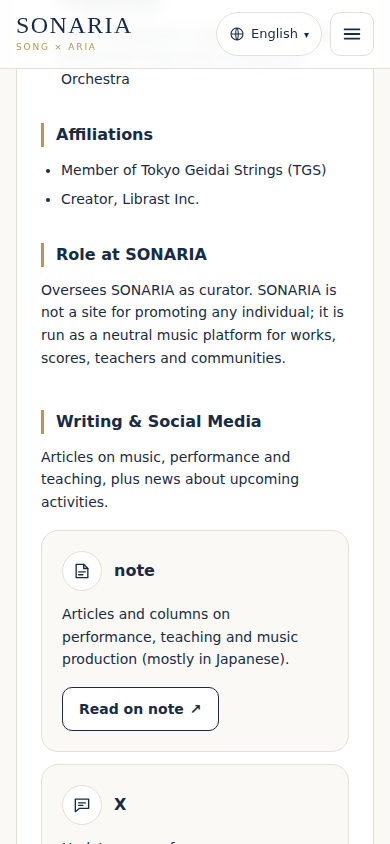 SONARIA
SONG × ARIA
English ▾
Orchestra
Affiliations
• Member of Tokyo Geidai Strings (TGS)
• Creator, Librast Inc.
Role at SONARIA
Oversees SONARIA as curator. SONARIA is
not a site for promoting any individual; it is
run as a neutral music platform for works,
scores, teachers and communities.
Writing & Social Media
Articles on music, performance and
teaching, plus news about upcoming
activities.
note
Articles and columns on
performance, teaching and music
production (mostly in Japanese).
Read on note ↗
X